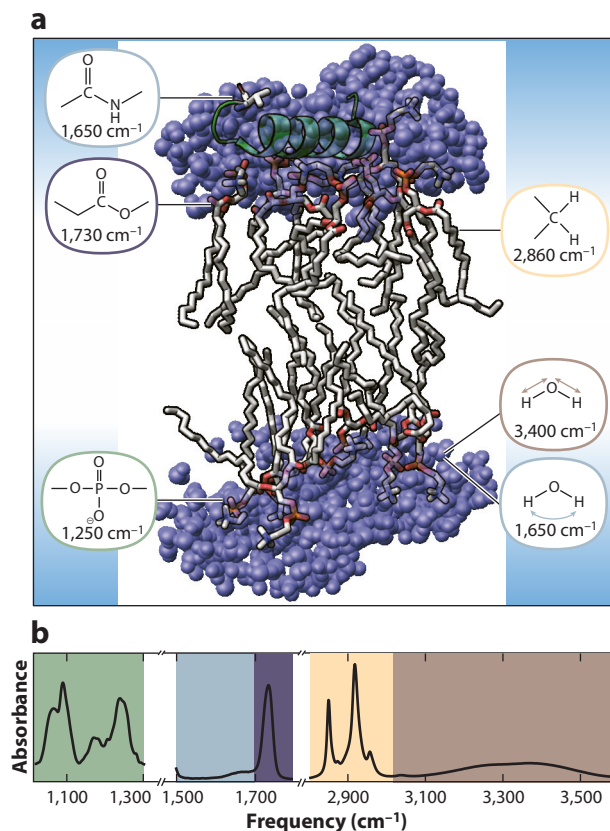 a
O
C
N
H
1,650 cm⁻¹
O
C
O
1,730 cm⁻¹
H
C
H
2,860 cm⁻¹
O
H H
3,400 cm⁻¹
O
H H
1,650 cm⁻¹
O
O P O
O⊖
1,250 cm⁻¹
b
Absorbance
1,100 1,300 1,500 1,700 2,900 3,100 3,300 3,500
Frequency (cm⁻¹)